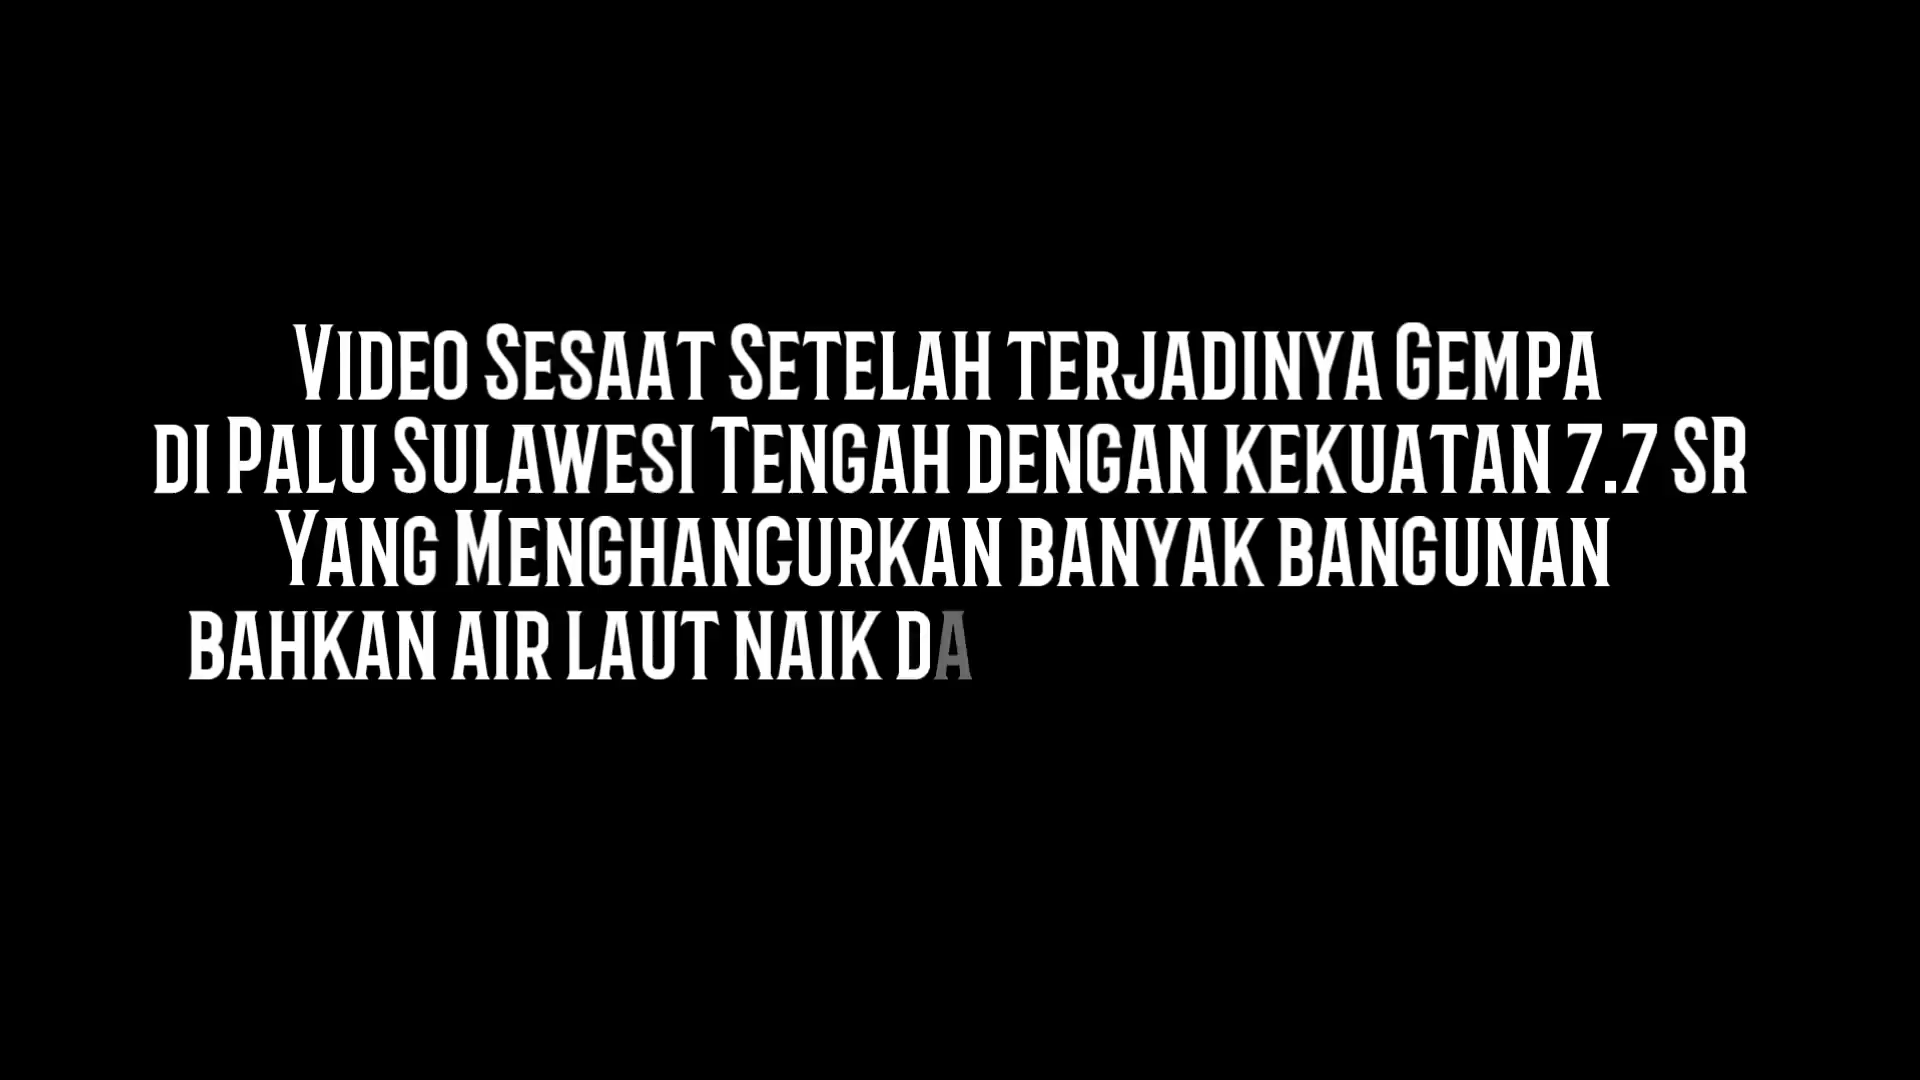 Video Sesaat Setelah terjadinya Gempa
di Palu Sulawesi Tengah dengan kekuatan 7.7 SR
Yang Menghancurkan banyak bangunan
bahkan air laut naik da